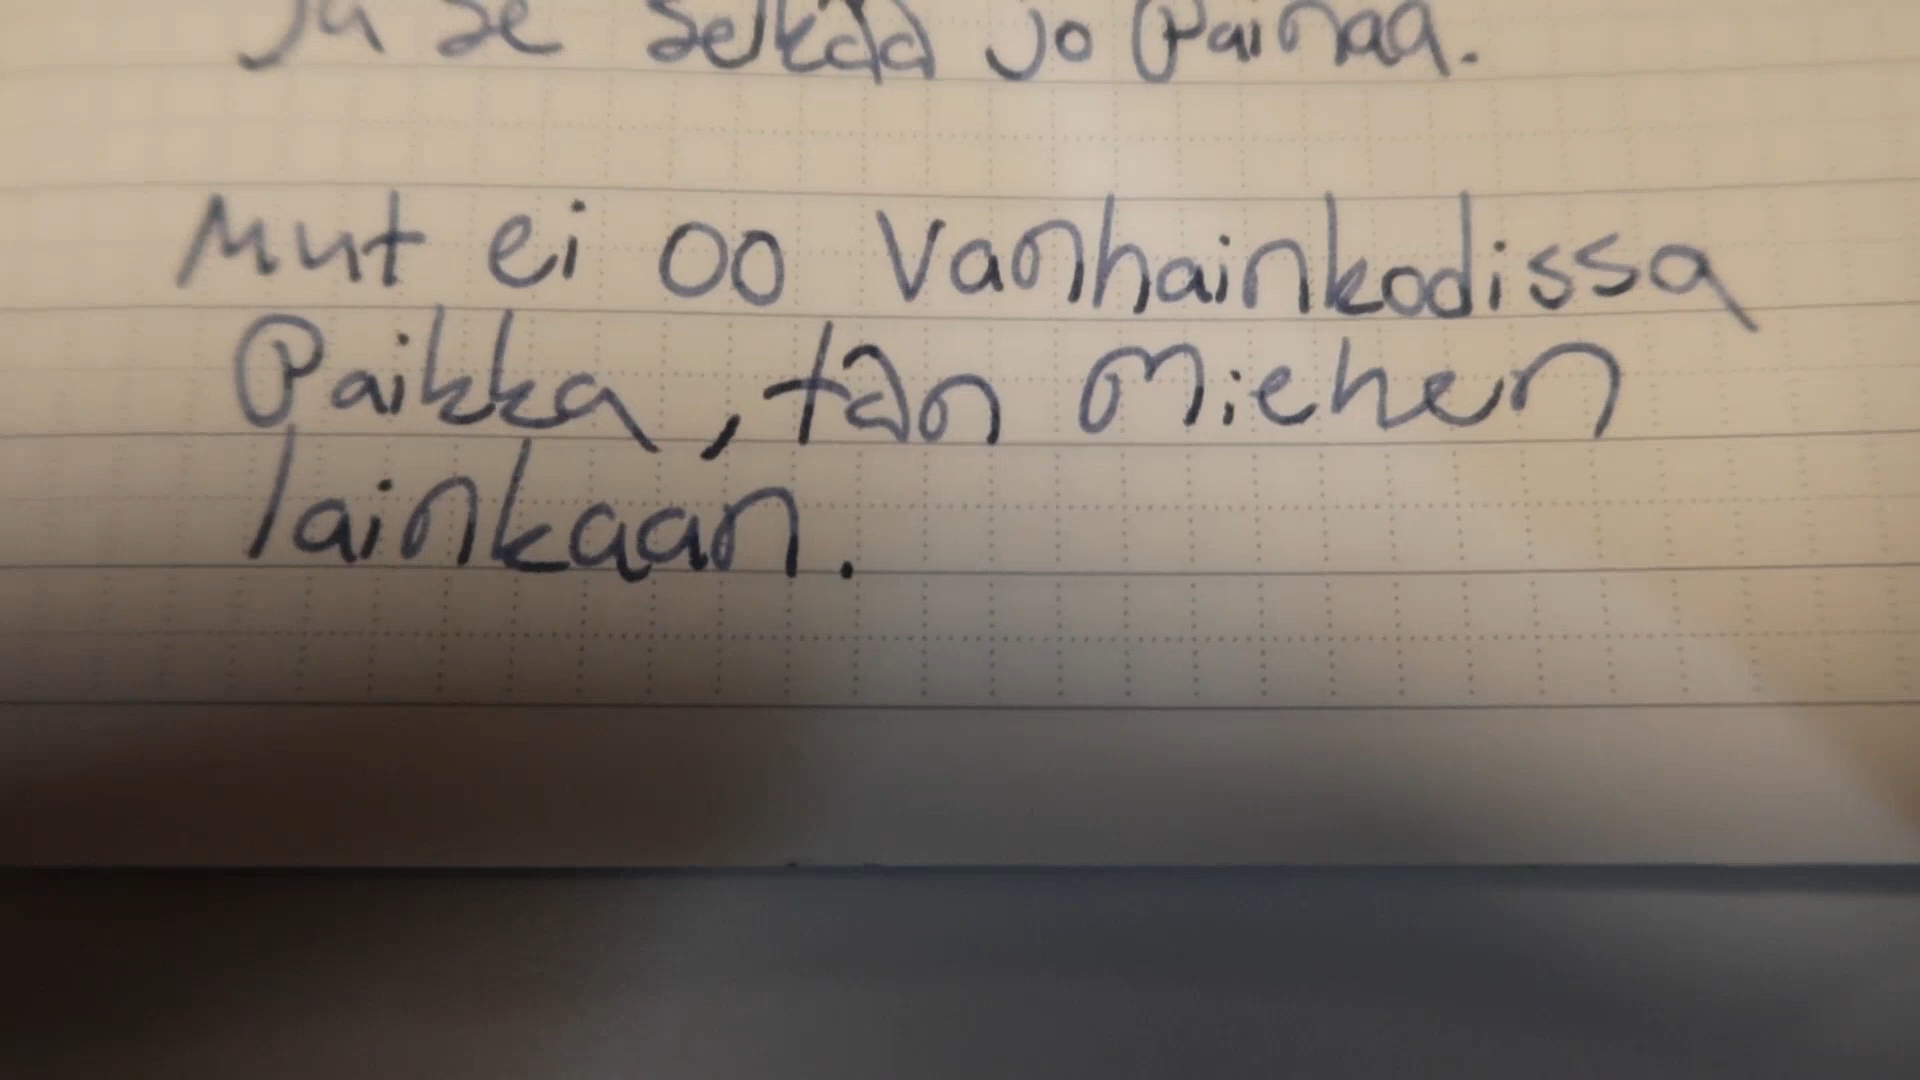 Ja se selkää jo Painaa.
Mut ei oo Vanhainkodissa
Paikka, tän Miehen
lainkaan.